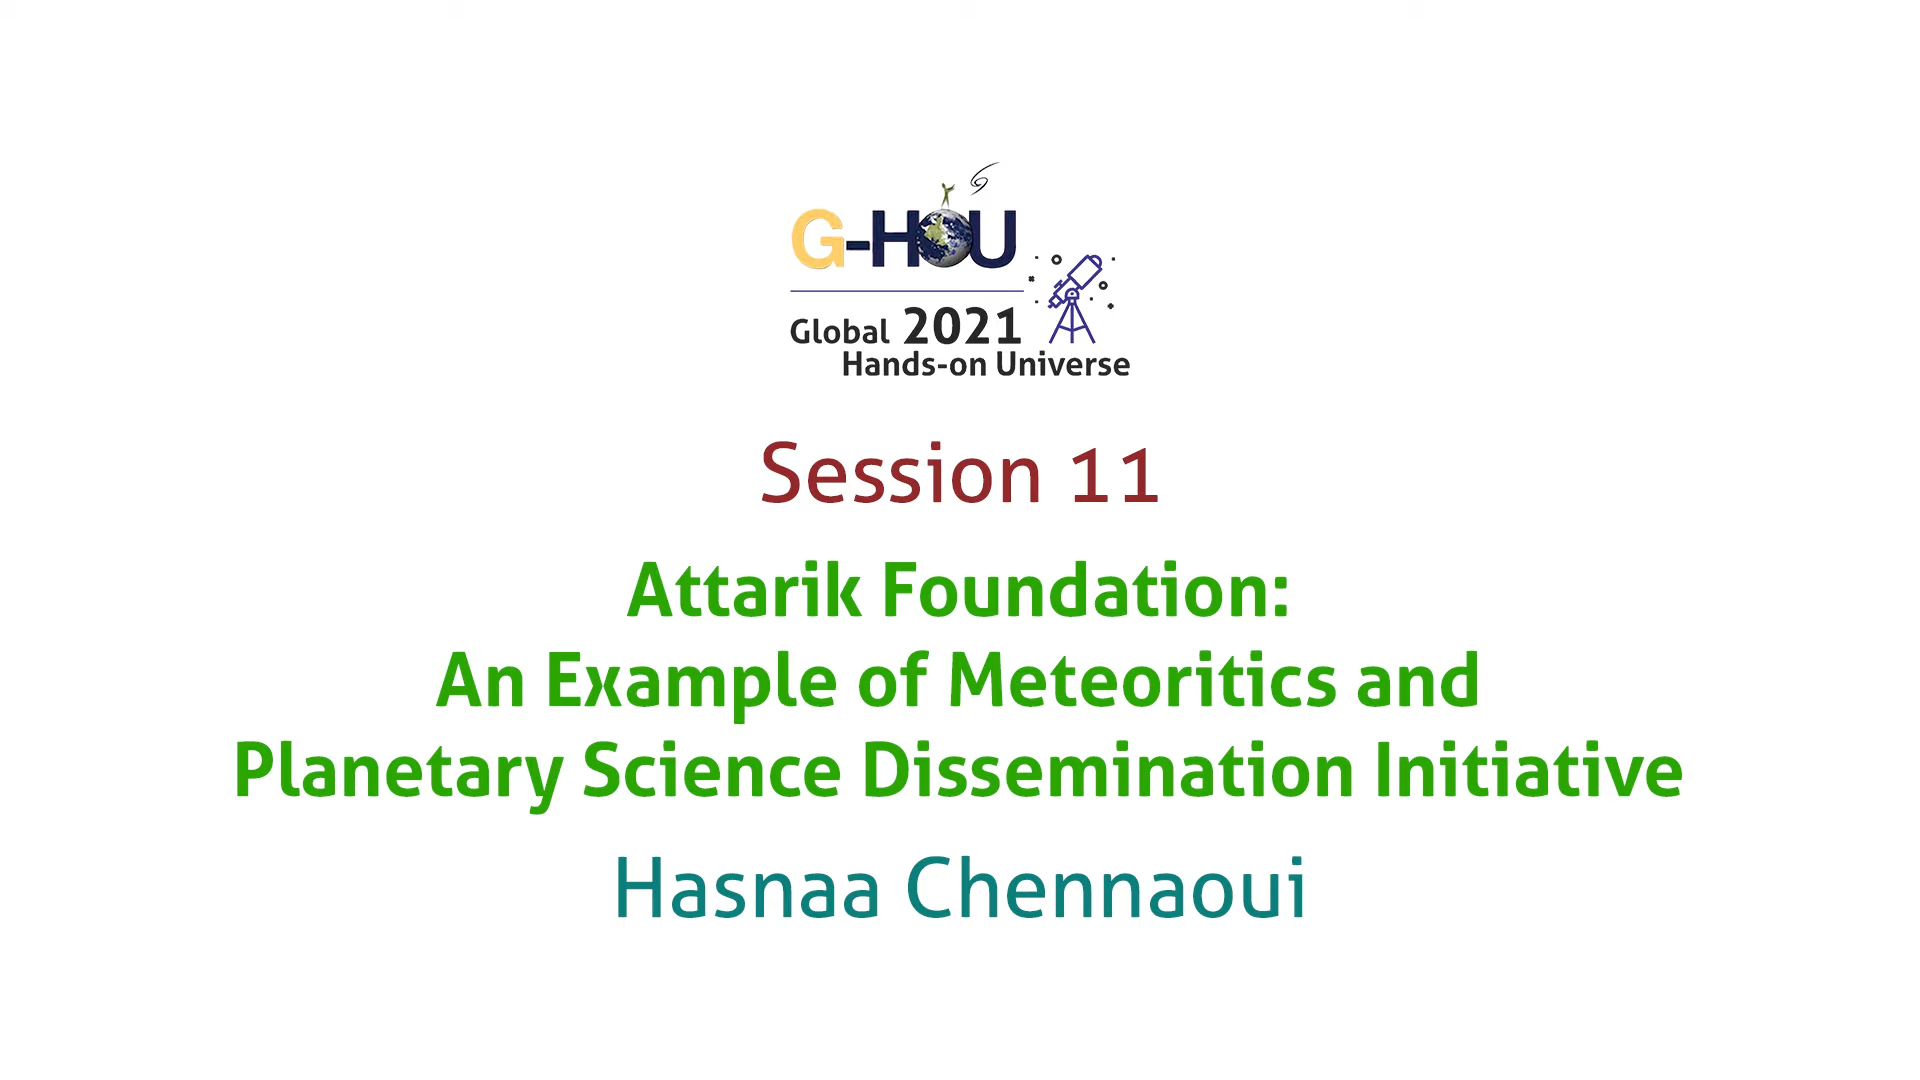 G-HOU
Global 2021
Hands-on Universe
Session 11
Attarik Foundation:
An Example of Meteoritics and
Planetary Science Dissemination Initiative
Hasnaa Chennaoui